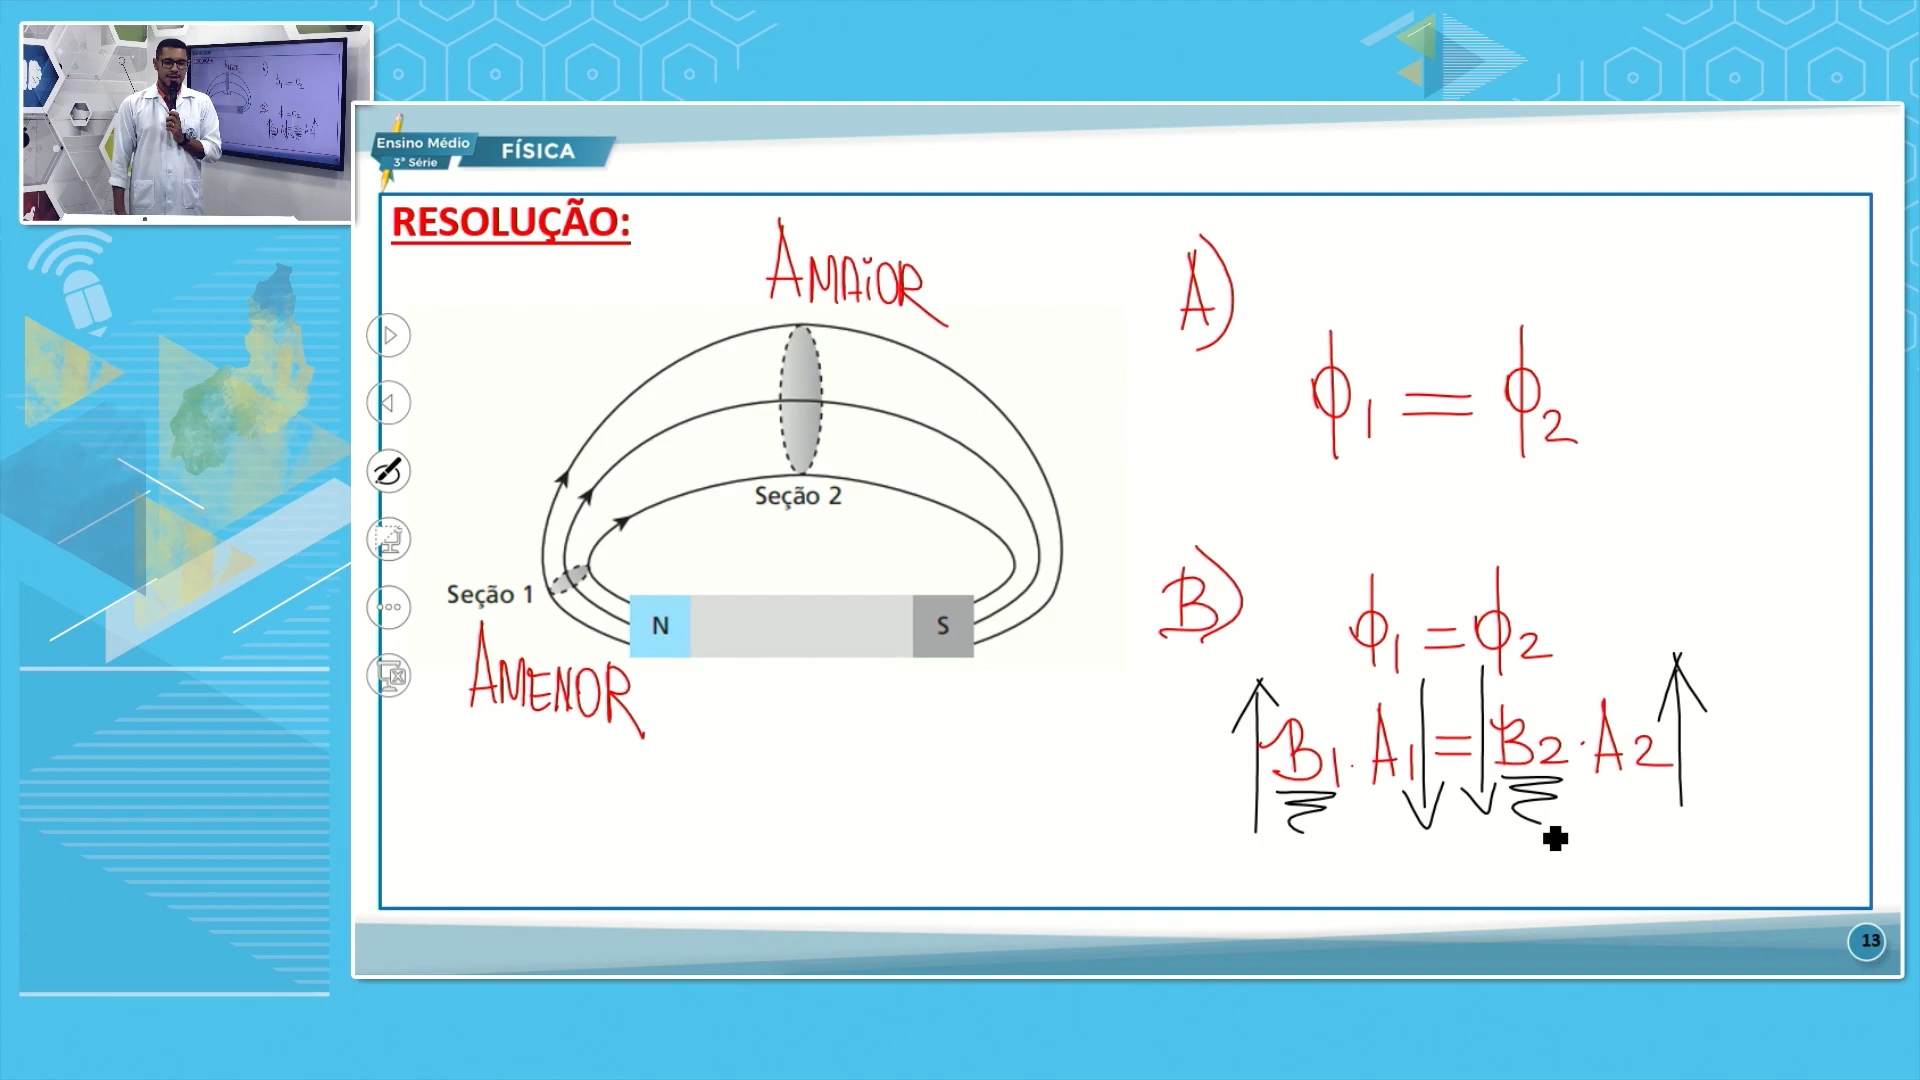 Ensino Médio
3ª Série
FÍSICA
RESOLUÇÃO:
AMAIOR
A)
ϕ1 = ϕ2
Seção 2
Seção 1
N
S
AMENOR
B)
ϕ1 = ϕ2
B1 . A1 = B2 . A2
13